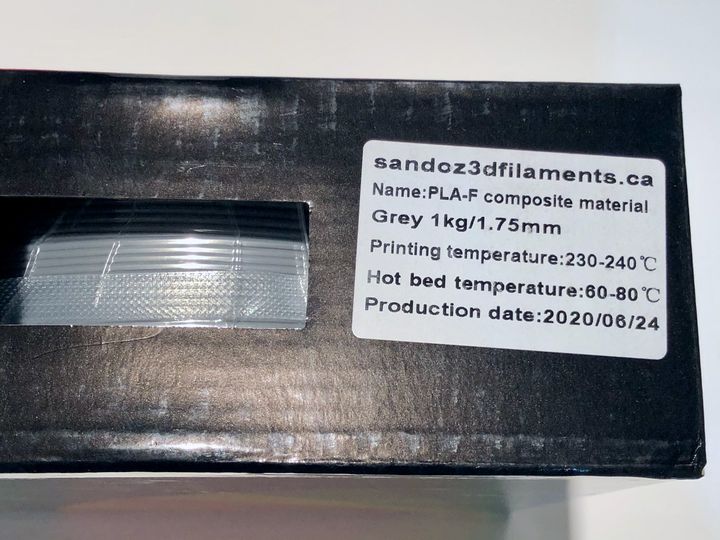 sandoz3dfilaments.ca
Name:PLA-F composite material
Grey 1kg/1.75mm
Printing temperature:230-240℃
Hot bed temperature:60-80℃
Production date:2020/06/24